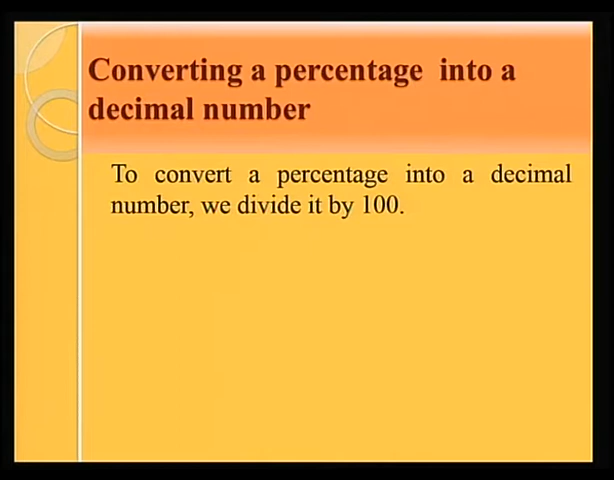 Converting a percentage into a
decimal number
To convert a percentage into a decimal
number, we divide it by 100.